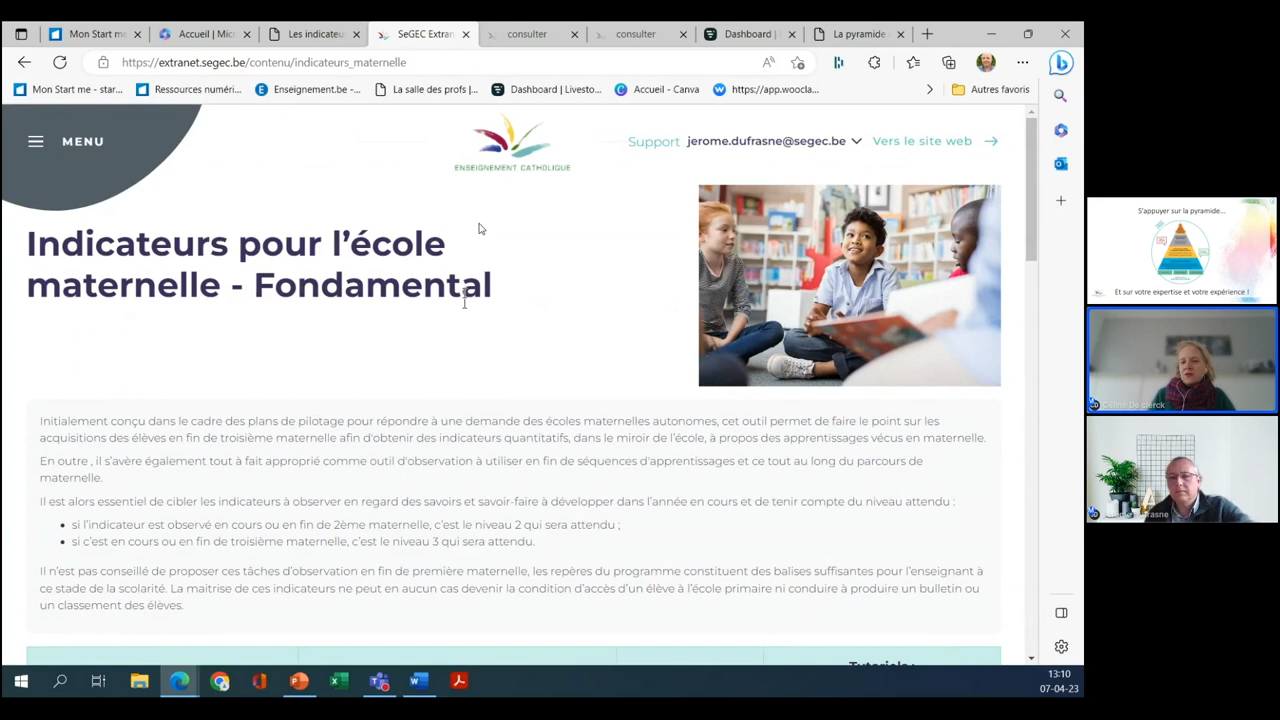 Mon Start m
Accueil | Micr
Les indicateu
SeGEC Extran
consulter
consulter
Dashboard |
La pyramide
https://extranet.segec.be/contenu/indicateurs_maternelle
Mon Start me - star...
Ressources numéri...
Enseignement.be -...
La salle des profs |...
Dashboard | Livesto...
Accueil - Canva
https://app.woocla...
Autres favoris
MENU
ENSEIGNEMENT CATHOLIQUE
Support
jerome.dufrasne@segec.be
Vers le site web
Indicateurs pour l'école
maternelle - Fondamental
Initialement conçu dans le cadre des plans de pilotage pour répondre à une demande des écoles maternelles autonomes, cet outil permet de faire le point sur les
acquisitions des élèves en fin de troisième maternelle afin d'obtenir des indicateurs quantitatifs, dans le miroir de l'école, à propos des apprentissages vécus en maternelle.
En outre , il s'avère également tout à fait approprié comme outil d'observation à utiliser en fin de séquences d'apprentissages et ce tout au long du parcours de
maternelle.
Il est alors essentiel de cibler les indicateurs à observer en regard des savoirs et savoir-faire à développer dans l'année en cours et de tenir compte du niveau attendu :
si l'indicateur est observé en cours ou en fin de 2ème maternelle, c'est le niveau 2 qui sera attendu ;
si c'est en cours ou en fin de troisième maternelle, c'est le niveau 3 qui sera attendu.
Il n'est pas conseillé de proposer ces tâches d'observation en fin de première maternelle, les repères du programme constituent des balises suffisantes pour l'enseignant à
ce stade de la scolarité. La maitrise de ces indicateurs ne peut en aucun cas devenir la condition d'accès d'un élève à l'école primaire ni conduire à produire un bulletin ou
un classement des élèves.
Tutoriels :
S'appuyer sur la pyramide...
Et sur votre expertise et votre expérience !
De clerck
13:10
07-04-23